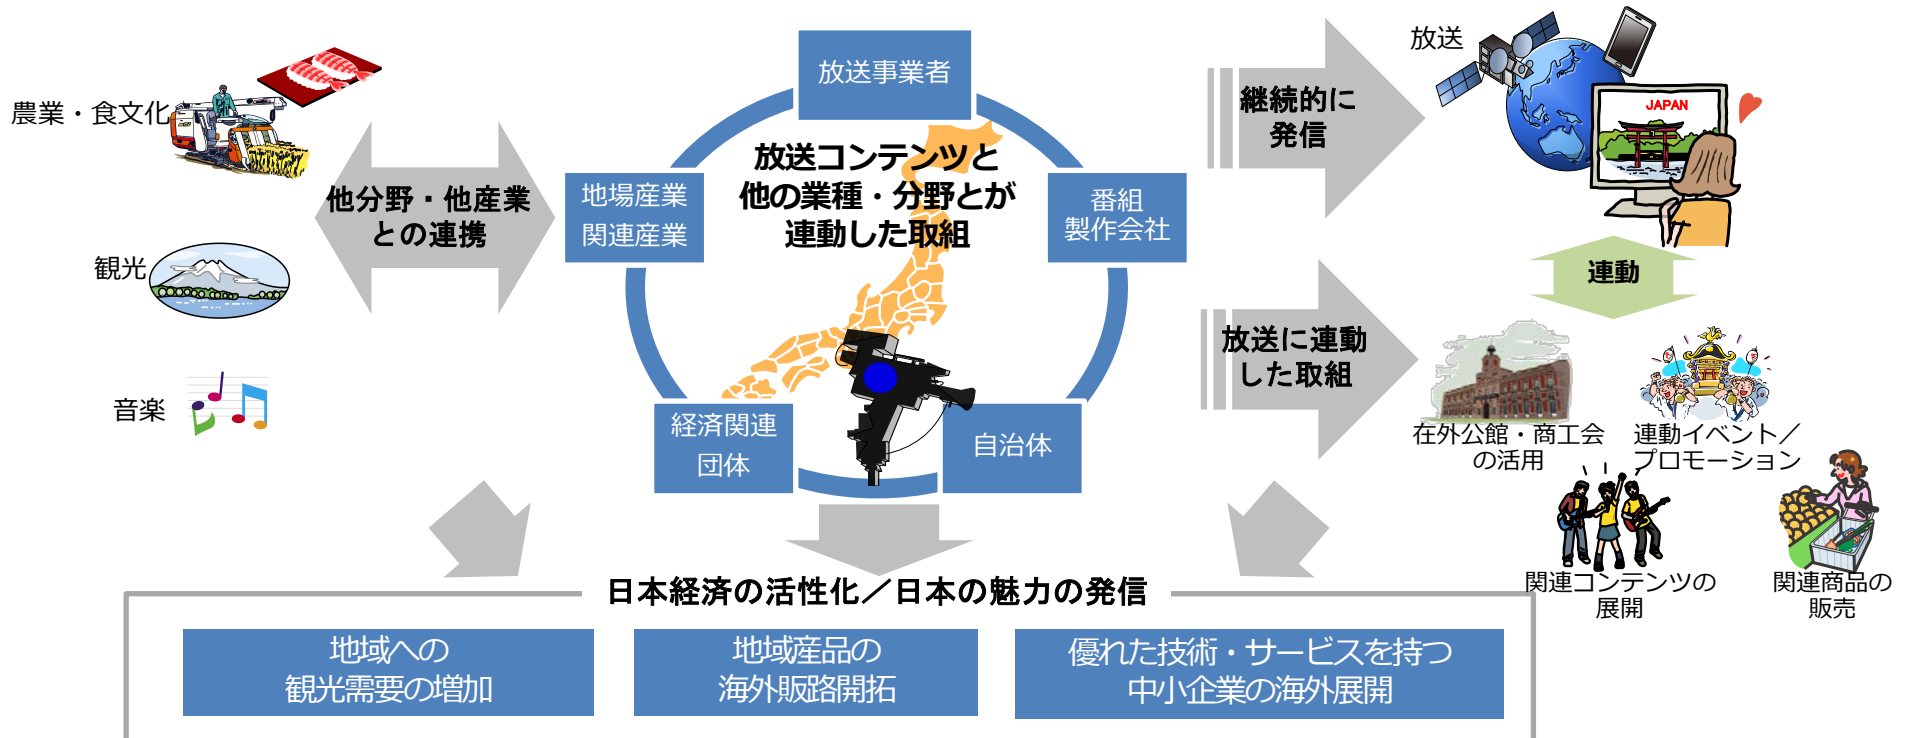 農業・食文化
観光
音楽
他分野・他産業
との連携
放送事業者
地場産業
関連産業
放送コンテンツと
他の業種・分野とが
連動した取組
番組
製作会社
経済関連
団体
自治体
継続的に
発信
放送に連動
した取組
放送
JAPAN
連動
在外公館・商工会
の活用
連動イベント／
プロモーション
関連コンテンツの
展開
関連商品の
販売
日本経済の活性化／日本の魅力の発信
地域への
観光需要の増加
地域産品の
海外販路開拓
優れた技術・サービスを持つ
中小企業の海外展開